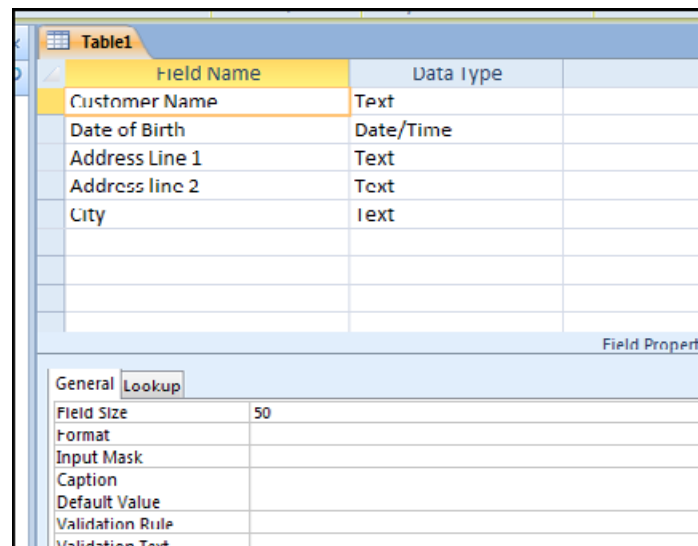 Table1
Field Name Data Type
Customer Name Text
Date of Birth Date/Time
Address Line 1 Text
Address line 2 Text
City Text
Field Propert
General Lookup
Field Size 50
Format
Input Mask
Caption
Default Value
Validation Rule
Validation Text